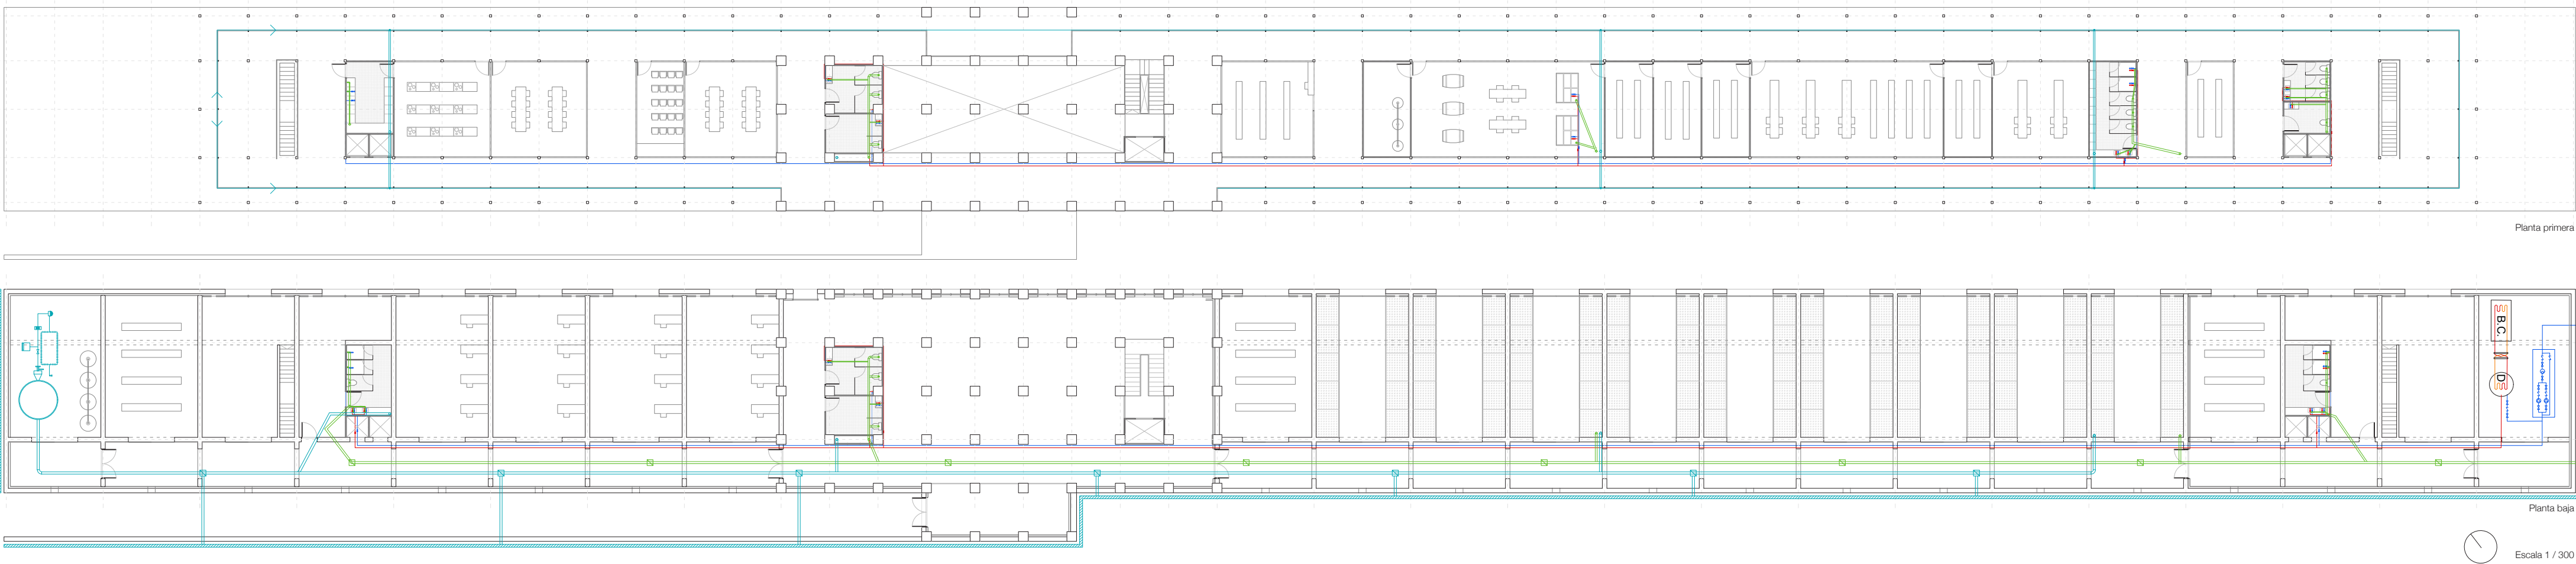 Planta primera
B.C.
D
Planta baja
Escala 1 / 300